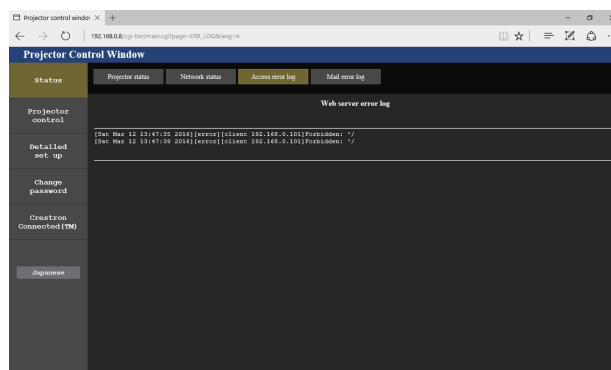 Projector control windov
192.168.0.8/cgi-bin/main.cgi?page=ERR_LOG&lang=e
Projector Control Window
Status
Projector status
Network status
Access error log
Mail error log
Web server error log
[Sat Mar 12 13:47:35 2016][error][client 192.168.0.101]Forbidden: "/
[Sat Mar 12 13:47:39 2016][error][client 192.168.0.101]Forbidden: "/
Projector
control
Detailed
set up
Change
password
Crestron
Connected(TM)
Japanese